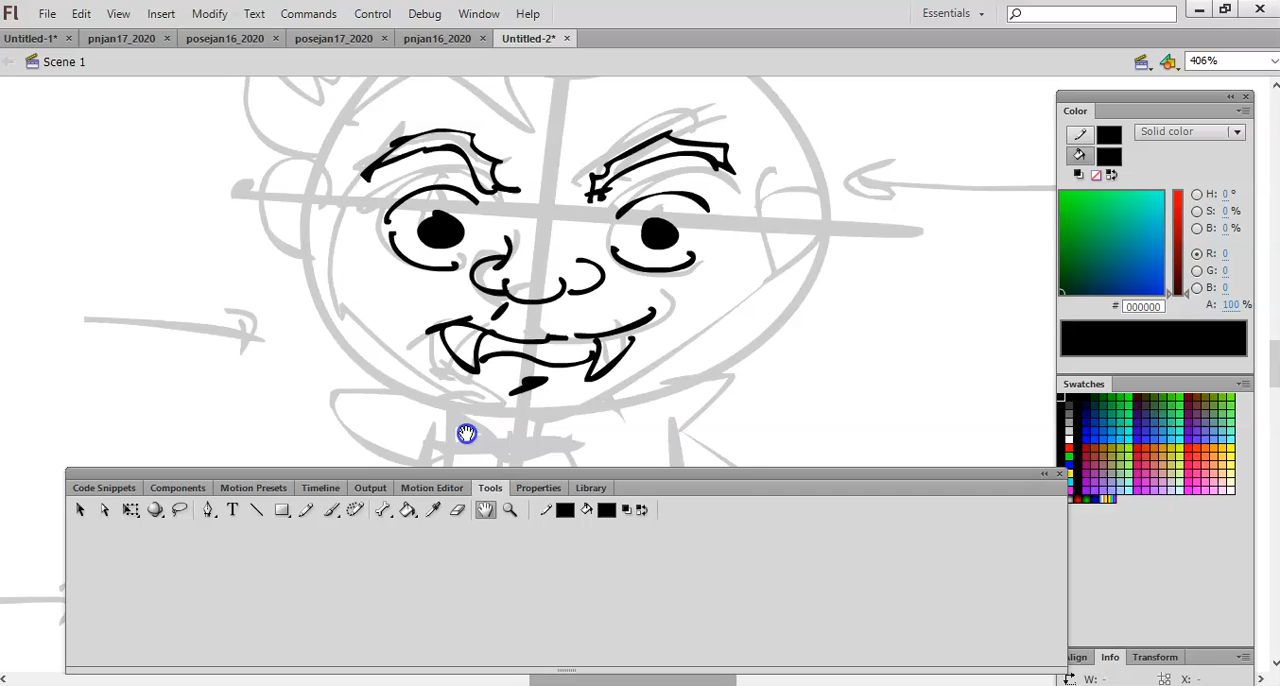 Fl File Edit View Insert Modify Text Commands Control Debug Window Help Essentials
Untitled-1* × pnjan17_2020 × posejan16_2020 × posejan17_2020 × pnjan16_2020 × Untitled-2* ×
Scene 1 406%
Color
Solid color
H: 0 °
S: 0 %
B: 0 %
R: 0
G: 0
B: 0
# 000000 A: 100 %
Swatches
Code Snippets Components Motion Presets Timeline Output Motion Editor Tools Properties Library
T
Align Info Transform
W: - X: -